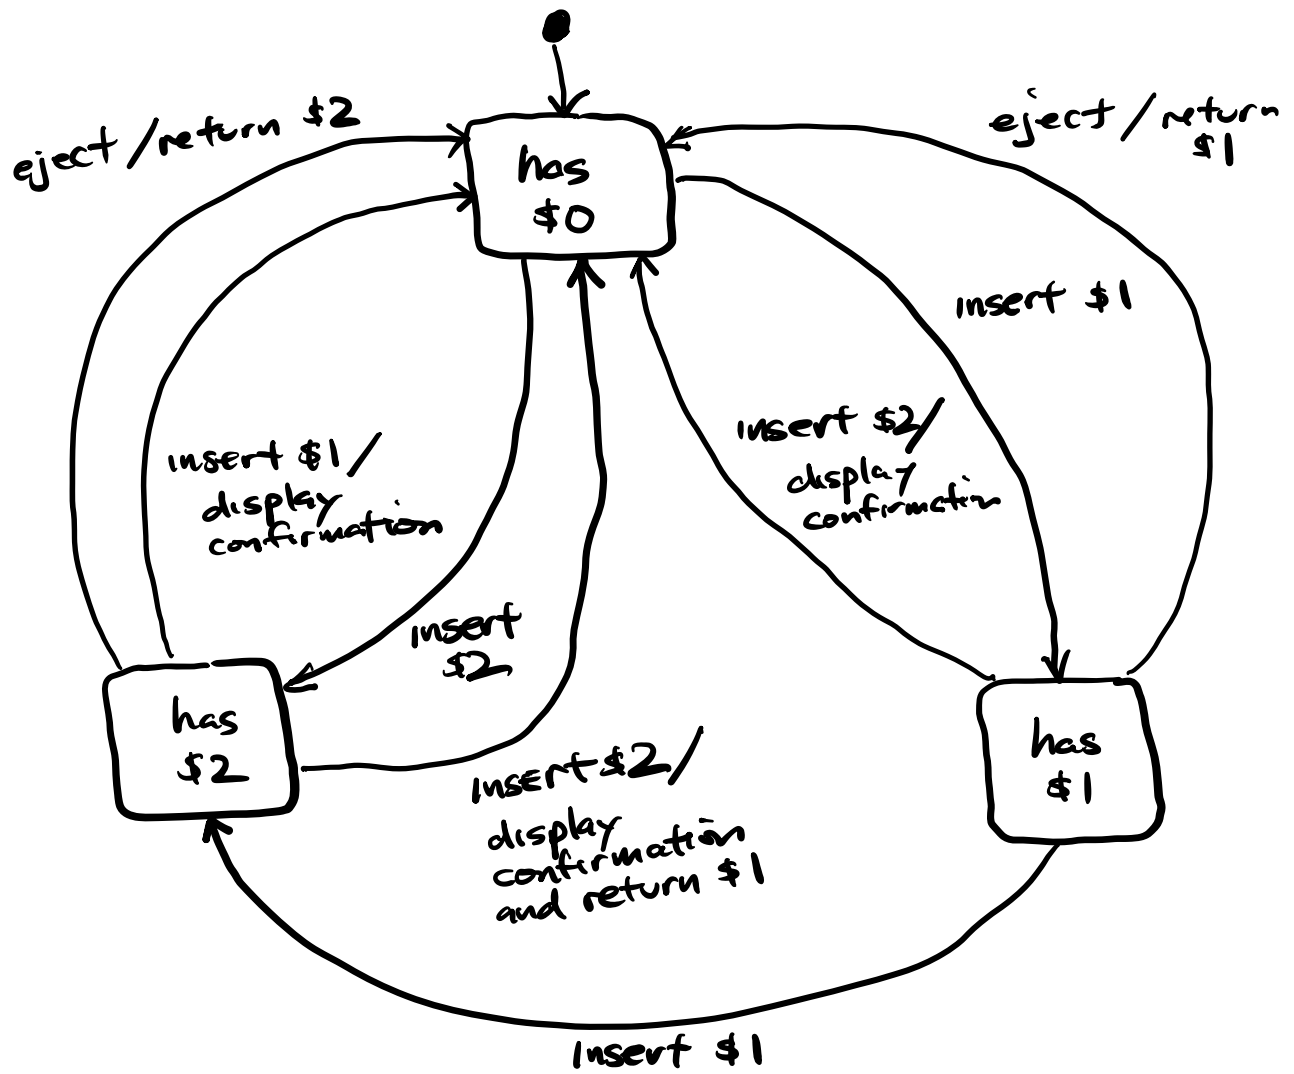 eject/return $2
eject/return
$1
has
$0
insert $1
insert $2/
display
confirmation
insert $1/
display
confirmation
insert
$2
has
$2
has
$1
insert $2/
display
confirmation
and return $1
insert $1